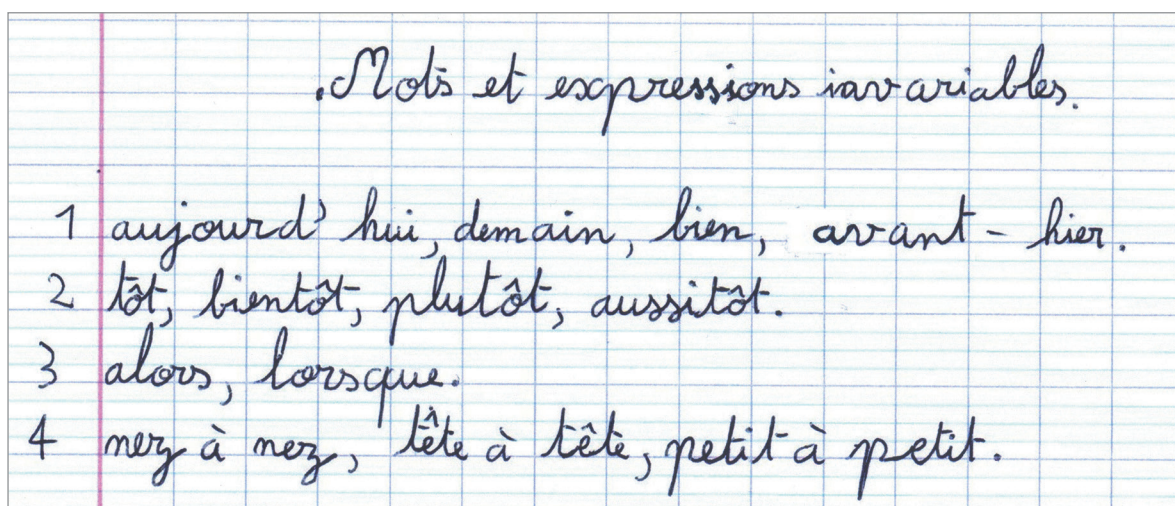 Mots et expressions invariables.
1 aujourd'hui, demain, bien, avant-hier.
2 tôt, bientôt, plutôt, aussitôt.
3 alors, lorsque.
4 nez à nez, tête à tête, petit à petit.